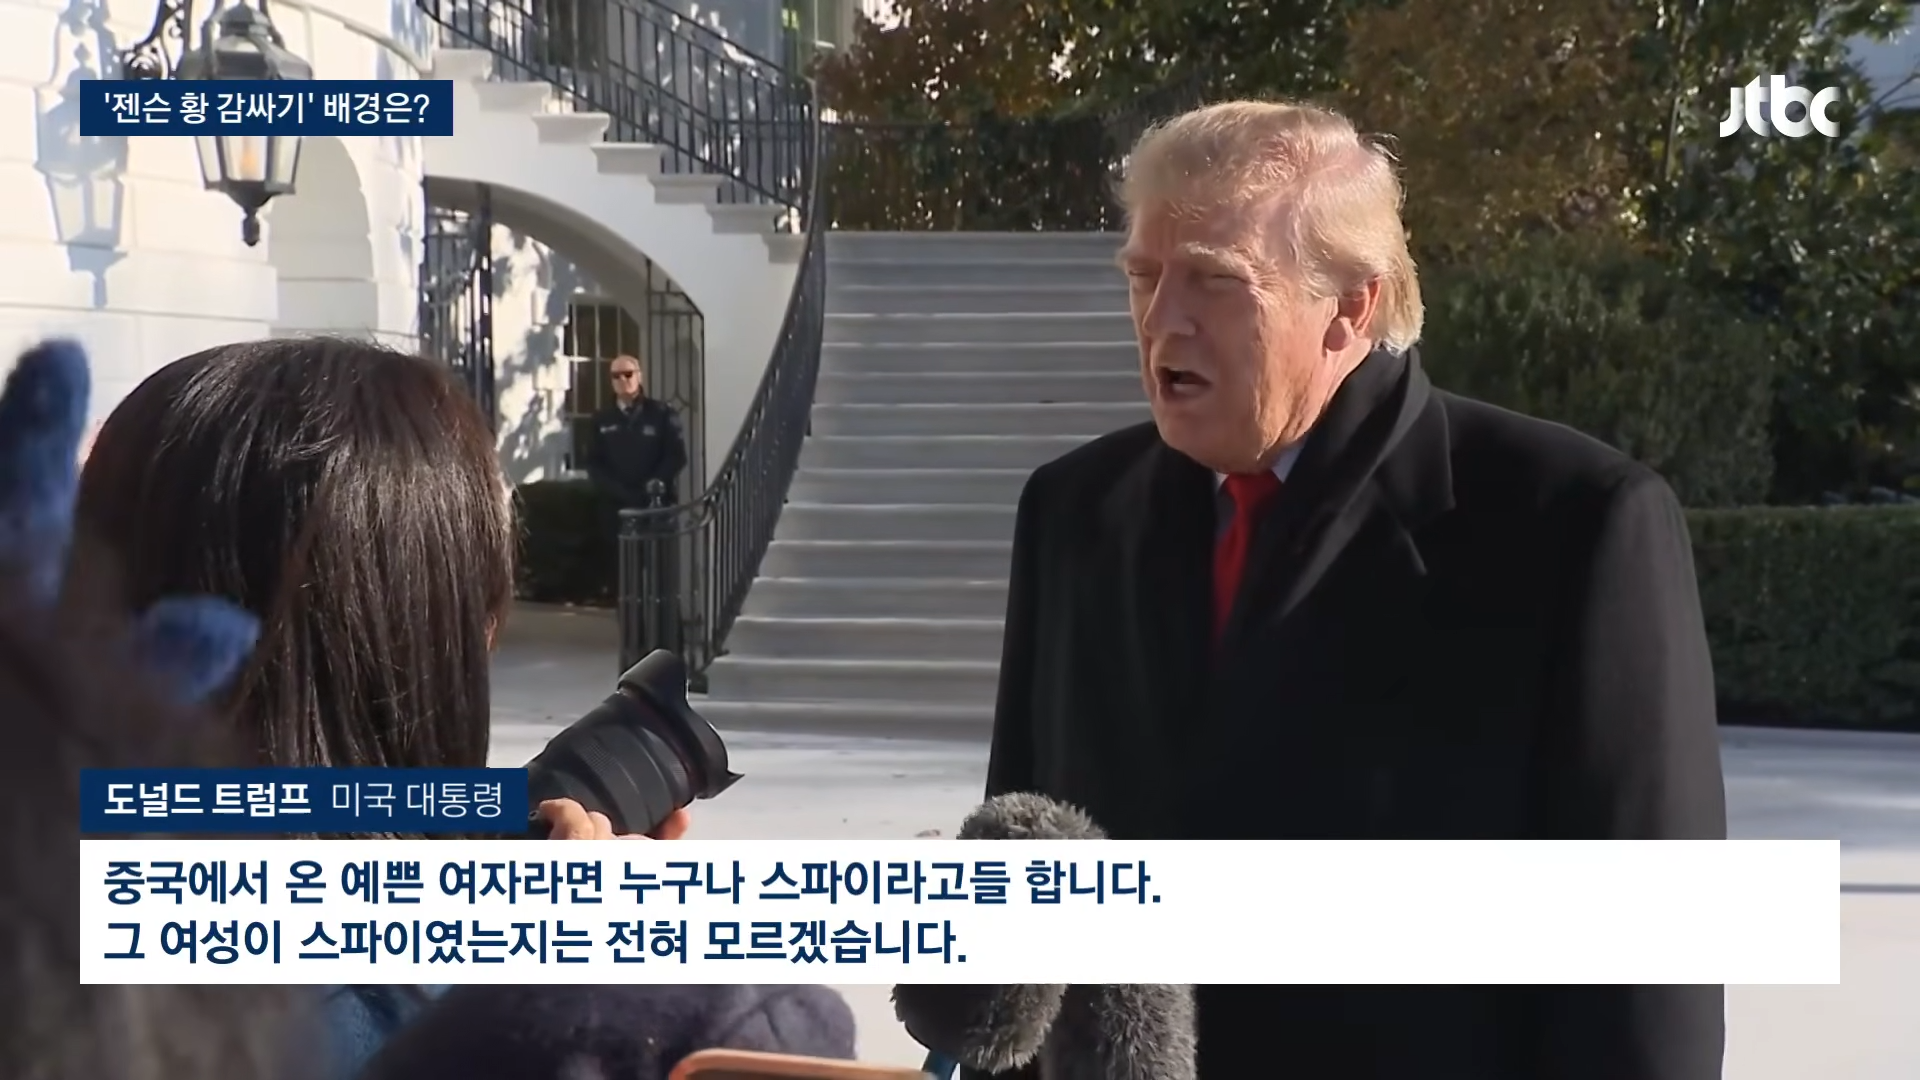 '젠슨 황 감싸기' 배경은?
jtbc
도널드 트럼프 미국 대통령
중국에서 온 예쁜 여자라면 누구나 스파이라고들 합니다.
그 여성이 스파이였는지는 전혀 모르겠습니다.